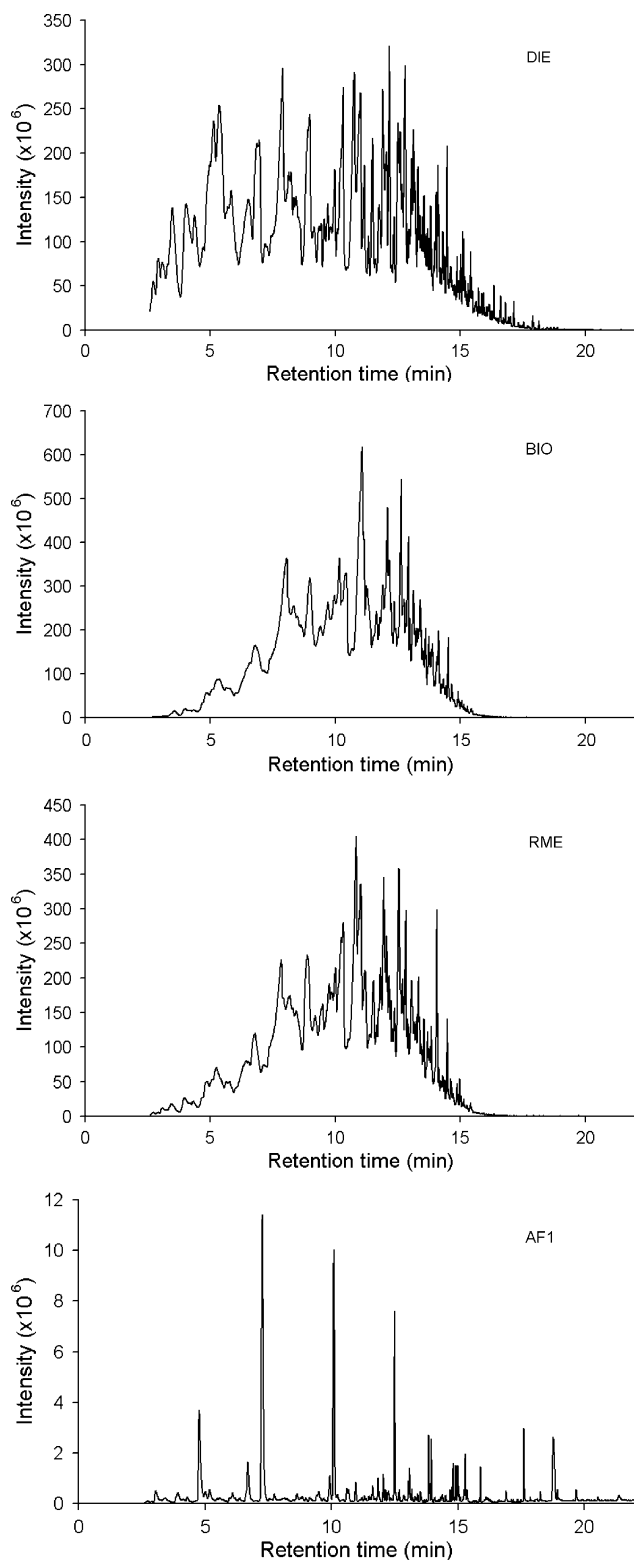 350
300
250
200
150
100
50
0
Intensity (x10⁶)
DIE
0 5 10 15 20
Retention time (min)
700
600
500
400
300
200
100
0
Intensity (x10⁶)
BIO
0 5 10 15 20
Retention time (min)
450
400
350
300
250
200
150
100
50
0
Intensity (x10⁶)
RME
0 5 10 15 20
Retention time (min)
12
10
8
6
4
2
0
Intensity (x10⁶)
AF1
0 5 10 15 20
Retention time (min)